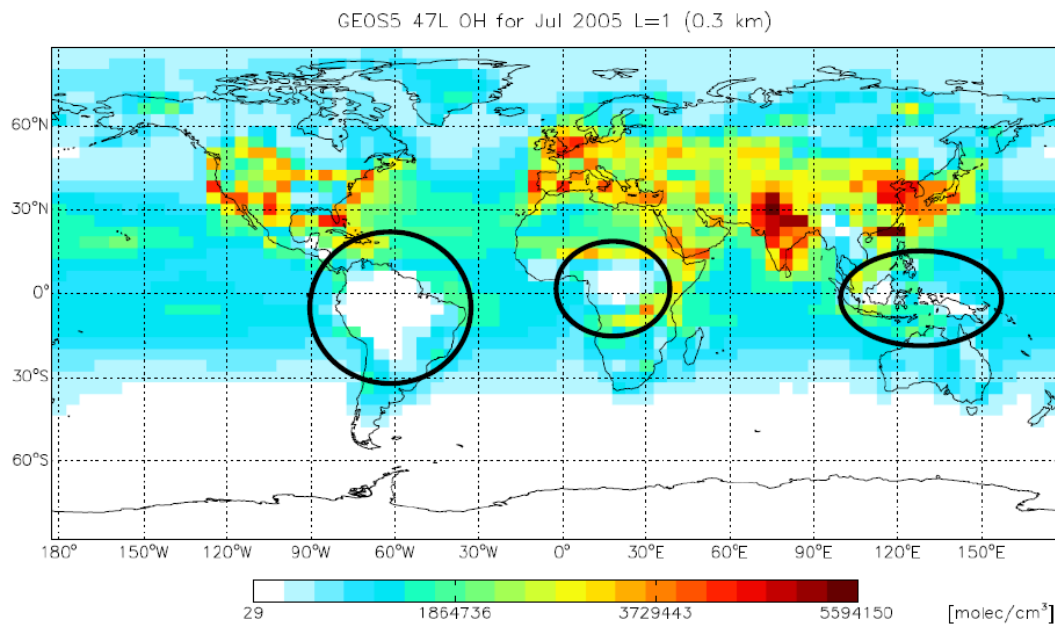 GEOS5 47L OH for Jul 2005 L=1 (0.3 km)
60°N
30°N
0°
30°S
60°S
180° 150°W 120°W 90°W 60°W 30°W 0° 30°E 60°E 90°E 120°E 150°E
29 1864736 3729443 5594150 [molec/cm³]